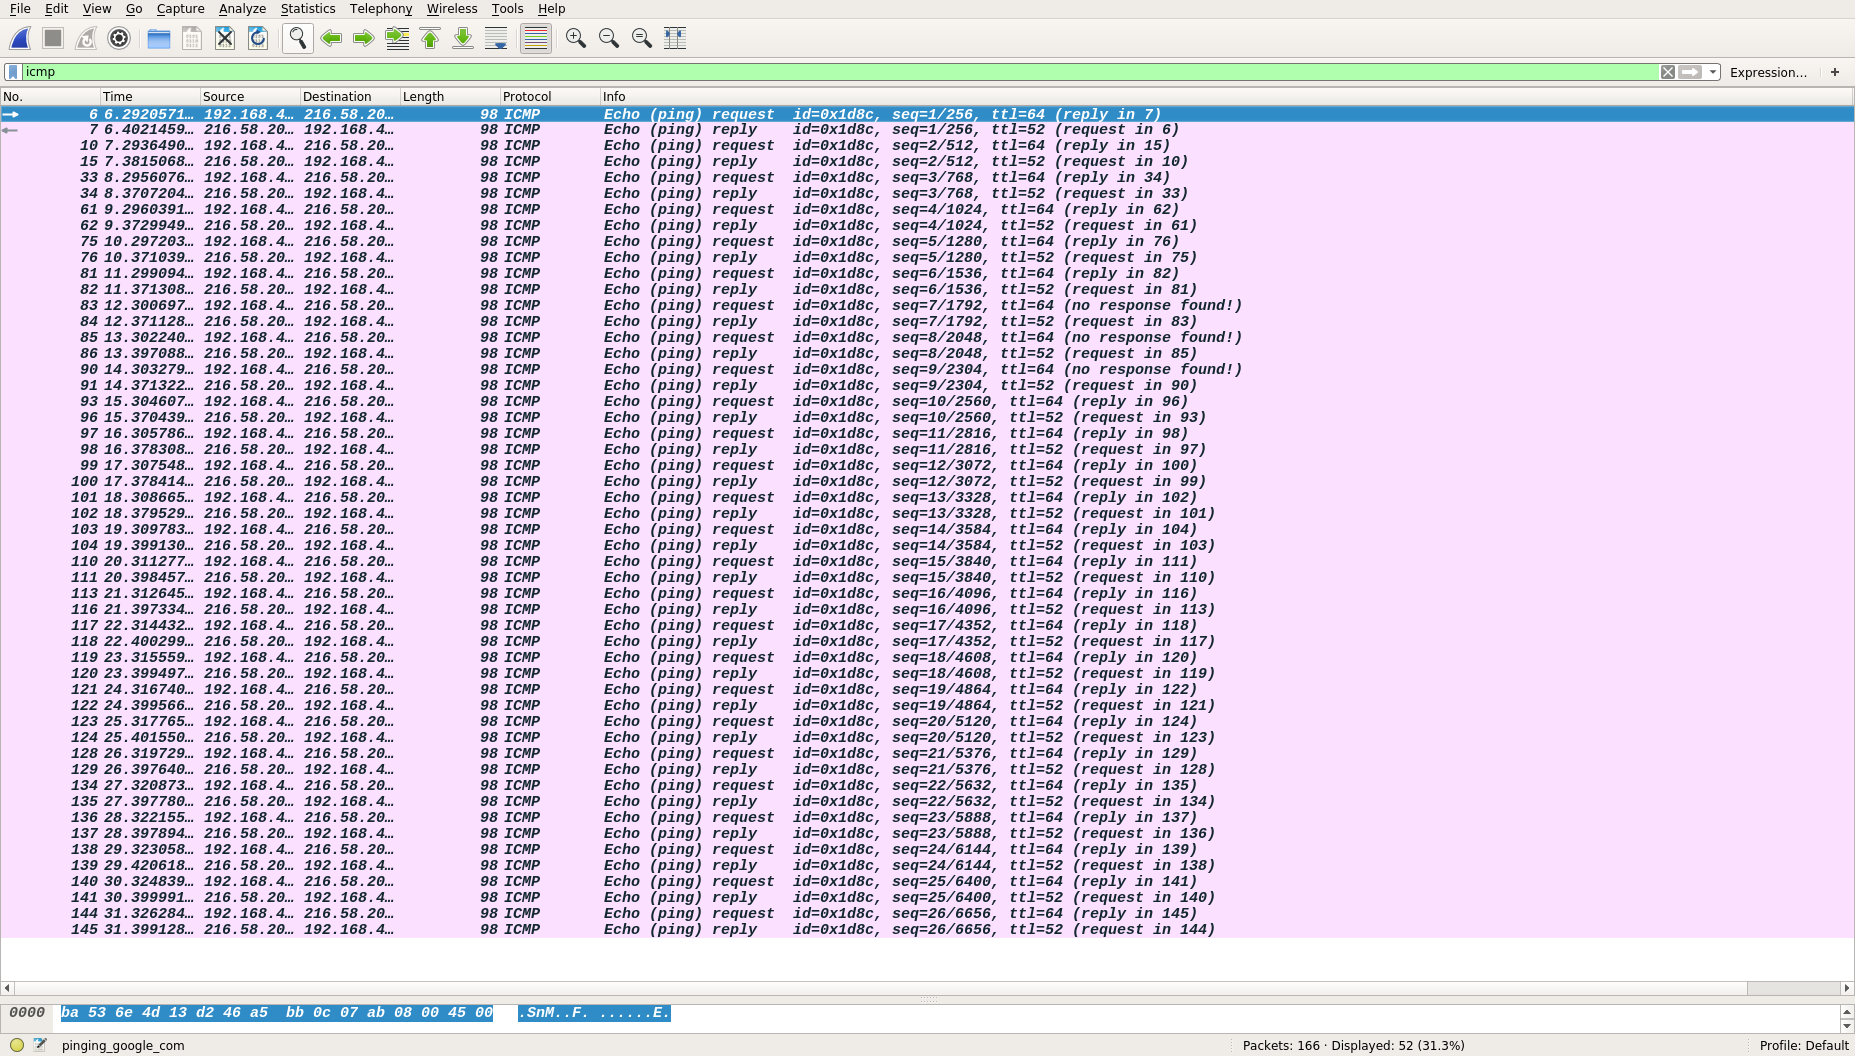 File Edit View Go Capture Analyze Statistics Telephony Wireless Tools Help
icmp Expression… +
No. Time Source Destination Length Protocol Info
6 6.2920571… 192.168.4… 216.58.20… 98 ICMP Echo (ping) request id=0x1d8c, seq=1/256, ttl=64 (reply in 7)
7 6.4021459… 216.58.20… 192.168.4… 98 ICMP Echo (ping) reply id=0x1d8c, seq=1/256, ttl=52 (request in 6)
10 7.2936490… 192.168.4… 216.58.20… 98 ICMP Echo (ping) request id=0x1d8c, seq=2/512, ttl=64 (reply in 15)
15 7.3815068… 216.58.20… 192.168.4… 98 ICMP Echo (ping) reply id=0x1d8c, seq=2/512, ttl=52 (request in 10)
33 8.2956076… 192.168.4… 216.58.20… 98 ICMP Echo (ping) request id=0x1d8c, seq=3/768, ttl=64 (reply in 34)
34 8.3707204… 216.58.20… 192.168.4… 98 ICMP Echo (ping) reply id=0x1d8c, seq=3/768, ttl=52 (request in 33)
61 9.2960391… 192.168.4… 216.58.20… 98 ICMP Echo (ping) request id=0x1d8c, seq=4/1024, ttl=64 (reply in 62)
62 9.3729949… 216.58.20… 192.168.4… 98 ICMP Echo (ping) reply id=0x1d8c, seq=4/1024, ttl=52 (request in 61)
75 10.297203… 192.168.4… 216.58.20… 98 ICMP Echo (ping) request id=0x1d8c, seq=5/1280, ttl=64 (reply in 76)
76 10.371039… 216.58.20… 192.168.4… 98 ICMP Echo (ping) reply id=0x1d8c, seq=5/1280, ttl=52 (request in 75)
81 11.299094… 192.168.4… 216.58.20… 98 ICMP Echo (ping) request id=0x1d8c, seq=6/1536, ttl=64 (reply in 82)
82 11.371308… 216.58.20… 192.168.4… 98 ICMP Echo (ping) reply id=0x1d8c, seq=6/1536, ttl=52 (request in 81)
83 12.300697… 192.168.4… 216.58.20… 98 ICMP Echo (ping) request id=0x1d8c, seq=7/1792, ttl=64 (no response found!)
84 12.371128… 216.58.20… 192.168.4… 98 ICMP Echo (ping) reply id=0x1d8c, seq=7/1792, ttl=52 (request in 83)
85 13.302240… 192.168.4… 216.58.20… 98 ICMP Echo (ping) request id=0x1d8c, seq=8/2048, ttl=64 (no response found!)
86 13.397088… 216.58.20… 192.168.4… 98 ICMP Echo (ping) reply id=0x1d8c, seq=8/2048, ttl=52 (request in 85)
90 14.303279… 192.168.4… 216.58.20… 98 ICMP Echo (ping) request id=0x1d8c, seq=9/2304, ttl=64 (no response found!)
91 14.371322… 216.58.20… 192.168.4… 98 ICMP Echo (ping) reply id=0x1d8c, seq=9/2304, ttl=52 (request in 90)
93 15.304607… 192.168.4… 216.58.20… 98 ICMP Echo (ping) request id=0x1d8c, seq=10/2560, ttl=64 (reply in 96)
96 15.370439… 216.58.20… 192.168.4… 98 ICMP Echo (ping) reply id=0x1d8c, seq=10/2560, ttl=52 (request in 93)
97 16.305786… 192.168.4… 216.58.20… 98 ICMP Echo (ping) request id=0x1d8c, seq=11/2816, ttl=64 (reply in 98)
98 16.378308… 216.58.20… 192.168.4… 98 ICMP Echo (ping) reply id=0x1d8c, seq=11/2816, ttl=52 (request in 97)
99 17.307548… 192.168.4… 216.58.20… 98 ICMP Echo (ping) request id=0x1d8c, seq=12/3072, ttl=64 (reply in 100)
100 17.378414… 216.58.20… 192.168.4… 98 ICMP Echo (ping) reply id=0x1d8c, seq=12/3072, ttl=52 (request in 99)
101 18.308665… 192.168.4… 216.58.20… 98 ICMP Echo (ping) request id=0x1d8c, seq=13/3328, ttl=64 (reply in 102)
102 18.379529… 216.58.20… 192.168.4… 98 ICMP Echo (ping) reply id=0x1d8c, seq=13/3328, ttl=52 (request in 101)
103 19.309783… 192.168.4… 216.58.20… 98 ICMP Echo (ping) request id=0x1d8c, seq=14/3584, ttl=64 (reply in 104)
104 19.399130… 216.58.20… 192.168.4… 98 ICMP Echo (ping) reply id=0x1d8c, seq=14/3584, ttl=52 (request in 103)
110 20.311277… 192.168.4… 216.58.20… 98 ICMP Echo (ping) request id=0x1d8c, seq=15/3840, ttl=64 (reply in 111)
111 20.398457… 216.58.20… 192.168.4… 98 ICMP Echo (ping) reply id=0x1d8c, seq=15/3840, ttl=52 (request in 110)
113 21.312645… 192.168.4… 216.58.20… 98 ICMP Echo (ping) request id=0x1d8c, seq=16/4096, ttl=64 (reply in 116)
116 21.397334… 216.58.20… 192.168.4… 98 ICMP Echo (ping) reply id=0x1d8c, seq=16/4096, ttl=52 (request in 113)
117 22.314432… 192.168.4… 216.58.20… 98 ICMP Echo (ping) request id=0x1d8c, seq=17/4352, ttl=64 (reply in 118)
118 22.400299… 216.58.20… 192.168.4… 98 ICMP Echo (ping) reply id=0x1d8c, seq=17/4352, ttl=52 (request in 117)
119 23.315559… 192.168.4… 216.58.20… 98 ICMP Echo (ping) request id=0x1d8c, seq=18/4608, ttl=64 (reply in 120)
120 23.399497… 216.58.20… 192.168.4… 98 ICMP Echo (ping) reply id=0x1d8c, seq=18/4608, ttl=52 (request in 119)
121 24.316740… 192.168.4… 216.58.20… 98 ICMP Echo (ping) request id=0x1d8c, seq=19/4864, ttl=64 (reply in 122)
122 24.399566… 216.58.20… 192.168.4… 98 ICMP Echo (ping) reply id=0x1d8c, seq=19/4864, ttl=52 (request in 121)
123 25.317765… 192.168.4… 216.58.20… 98 ICMP Echo (ping) request id=0x1d8c, seq=20/5120, ttl=64 (reply in 124)
124 25.401550… 216.58.20… 192.168.4… 98 ICMP Echo (ping) reply id=0x1d8c, seq=20/5120, ttl=52 (request in 123)
128 26.319729… 192.168.4… 216.58.20… 98 ICMP Echo (ping) request id=0x1d8c, seq=21/5376, ttl=64 (reply in 129)
129 26.397640… 216.58.20… 192.168.4… 98 ICMP Echo (ping) reply id=0x1d8c, seq=21/5376, ttl=52 (request in 128)
134 27.320873… 192.168.4… 216.58.20… 98 ICMP Echo (ping) request id=0x1d8c, seq=22/5632, ttl=64 (reply in 135)
135 27.397780… 216.58.20… 192.168.4… 98 ICMP Echo (ping) reply id=0x1d8c, seq=22/5632, ttl=52 (request in 134)
136 28.322155… 192.168.4… 216.58.20… 98 ICMP Echo (ping) request id=0x1d8c, seq=23/5888, ttl=64 (reply in 137)
137 28.397894… 216.58.20… 192.168.4… 98 ICMP Echo (ping) reply id=0x1d8c, seq=23/5888, ttl=52 (request in 136)
138 29.323058… 192.168.4… 216.58.20… 98 ICMP Echo (ping) request id=0x1d8c, seq=24/6144, ttl=64 (reply in 139)
139 29.420618… 216.58.20… 192.168.4… 98 ICMP Echo (ping) reply id=0x1d8c, seq=24/6144, ttl=52 (request in 138)
140 30.324839… 192.168.4… 216.58.20… 98 ICMP Echo (ping) request id=0x1d8c, seq=25/6400, ttl=64 (reply in 141)
141 30.399991… 216.58.20… 192.168.4… 98 ICMP Echo (ping) reply id=0x1d8c, seq=25/6400, ttl=52 (request in 140)
144 31.326284… 192.168.4… 216.58.20… 98 ICMP Echo (ping) request id=0x1d8c, seq=26/6656, ttl=64 (reply in 145)
145 31.399128… 216.58.20… 192.168.4… 98 ICMP Echo (ping) reply id=0x1d8c, seq=26/6656, ttl=52 (request in 144)
0000 ba 53 6e 4d 13 d2 46 a5 bb 0c 07 ab 08 00 45 00 .SnM..F. ......E.
pinging_google_com Packets: 166 · Displayed: 52 (31.3%) Profile: Default